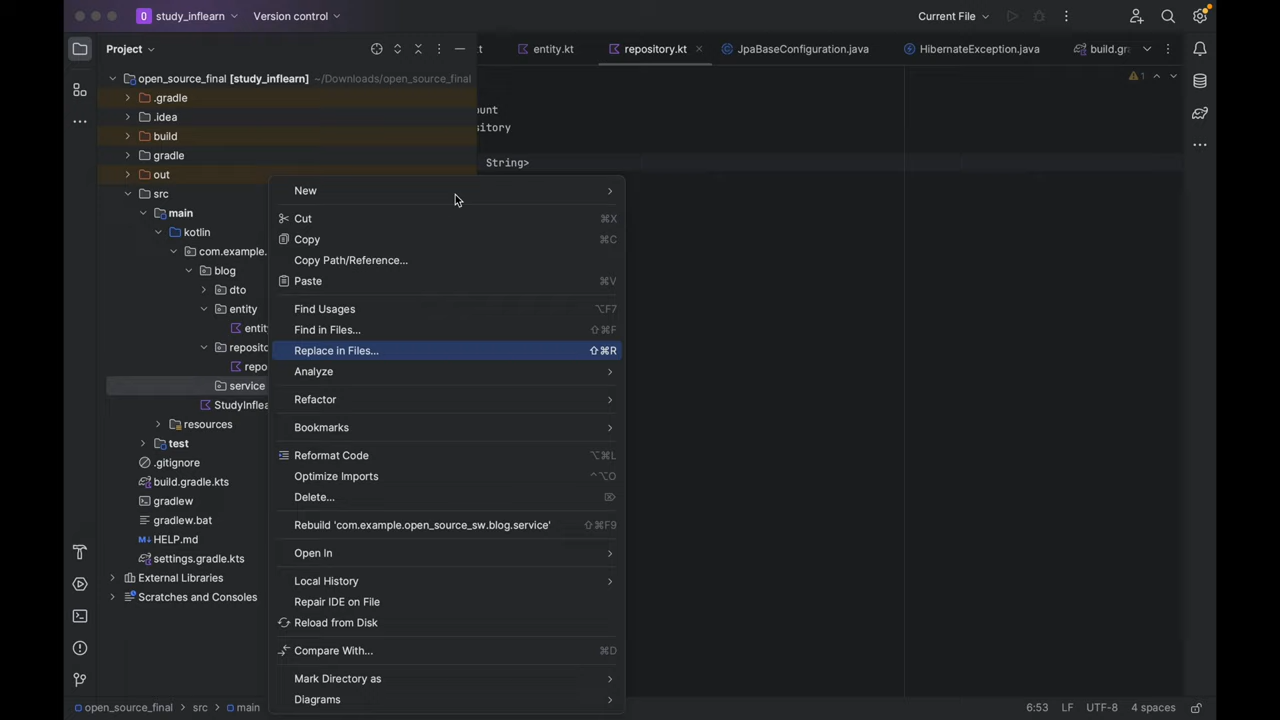 study_inflearn
Version control
Current File
Project
t
entity.kt
repository.kt
JpaBaseConfiguration.java
HibernateException.java
build.gra
open_source_final [study_inflearn] ~/Downloads/open_source_final
.gradle
.idea
build
gradle
out
src
main
kotlin
com.example.
blog
dto
entity
entity
reposito
repo
service
StudyInflea
resources
test
.gitignore
build.gradle.kts
gradlew
gradlew.bat
HELP.md
settings.gradle.kts
External Libraries
Scratches and Consoles
ount
sitory
String>
1
New
Cut ⌘X
Copy ⌘C
Copy Path/Reference...
Paste ⌘V
Find Usages ⌥F7
Find in Files... ⇧⌘F
Replace in Files... ⇧⌘R
Analyze
Refactor
Bookmarks
Reformat Code ⌥⌘L
Optimize Imports ⌃⌥O
Delete... ⌦
Rebuild 'com.example.open_source_sw.blog.service' ⇧⌘F9
Open In
Local History
Repair IDE on File
Reload from Disk
Compare With... ⌘D
Mark Directory as
Diagrams
open_source_final > src > main
6:53 LF UTF-8 4 spaces